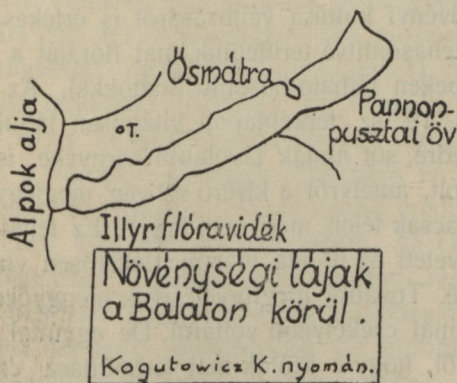 Ősmátra
Pannon-
pusztai öv
oT.
Alpok alja
Illyr flóravidék
Növénységi tájak
a Balaton körül.
Kogutowicz K. nyomán.